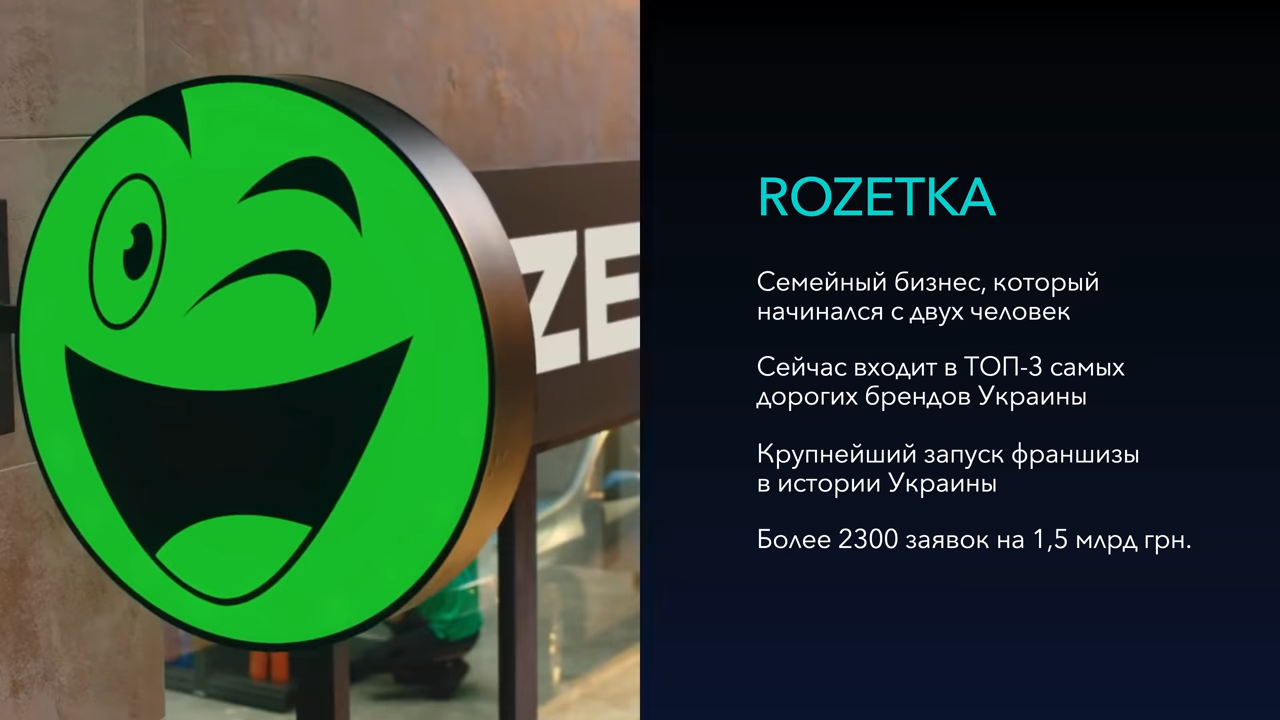 ZE
ROZETKA
Семейный бизнес, который
начинался с двух человек
Сейчас входит в ТОП-3 самых
дорогих брендов Украины
Крупнейший запуск франшизы
в истории Украины
Более 2300 заявок на 1,5 млрд грн.